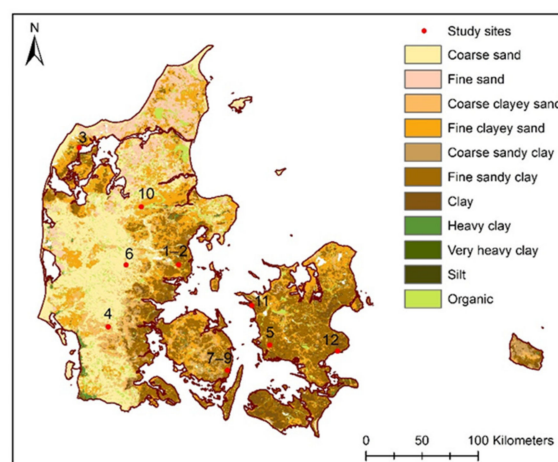 N
Study sites
Coarse sand
Fine sand
Coarse clayey sand
Fine clayey sand
Coarse sandy clay
Fine sandy clay
Clay
Heavy clay
Very heavy clay
Silt
Organic
3
10
6
1–2
4
11
5
12
7–9
0 50 100 Kilometers